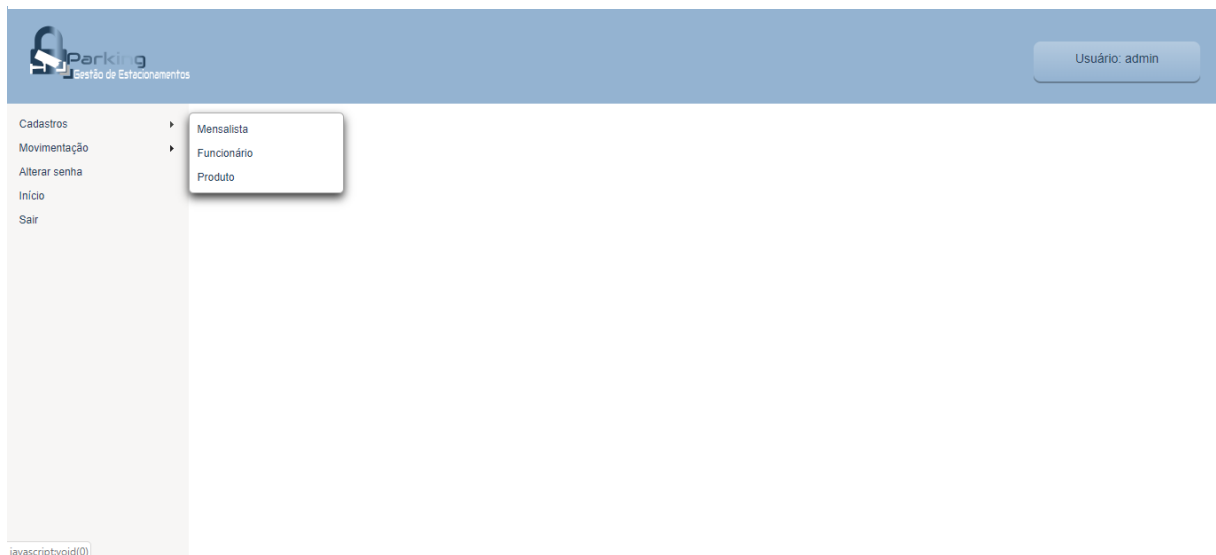 Parking
Gestão de Estacionamentos
Usuário: admin
Cadastros
Movimentação
Alterar senha
Início
Sair
Mensalista
Funcionário
Produto
javascript:void(0)